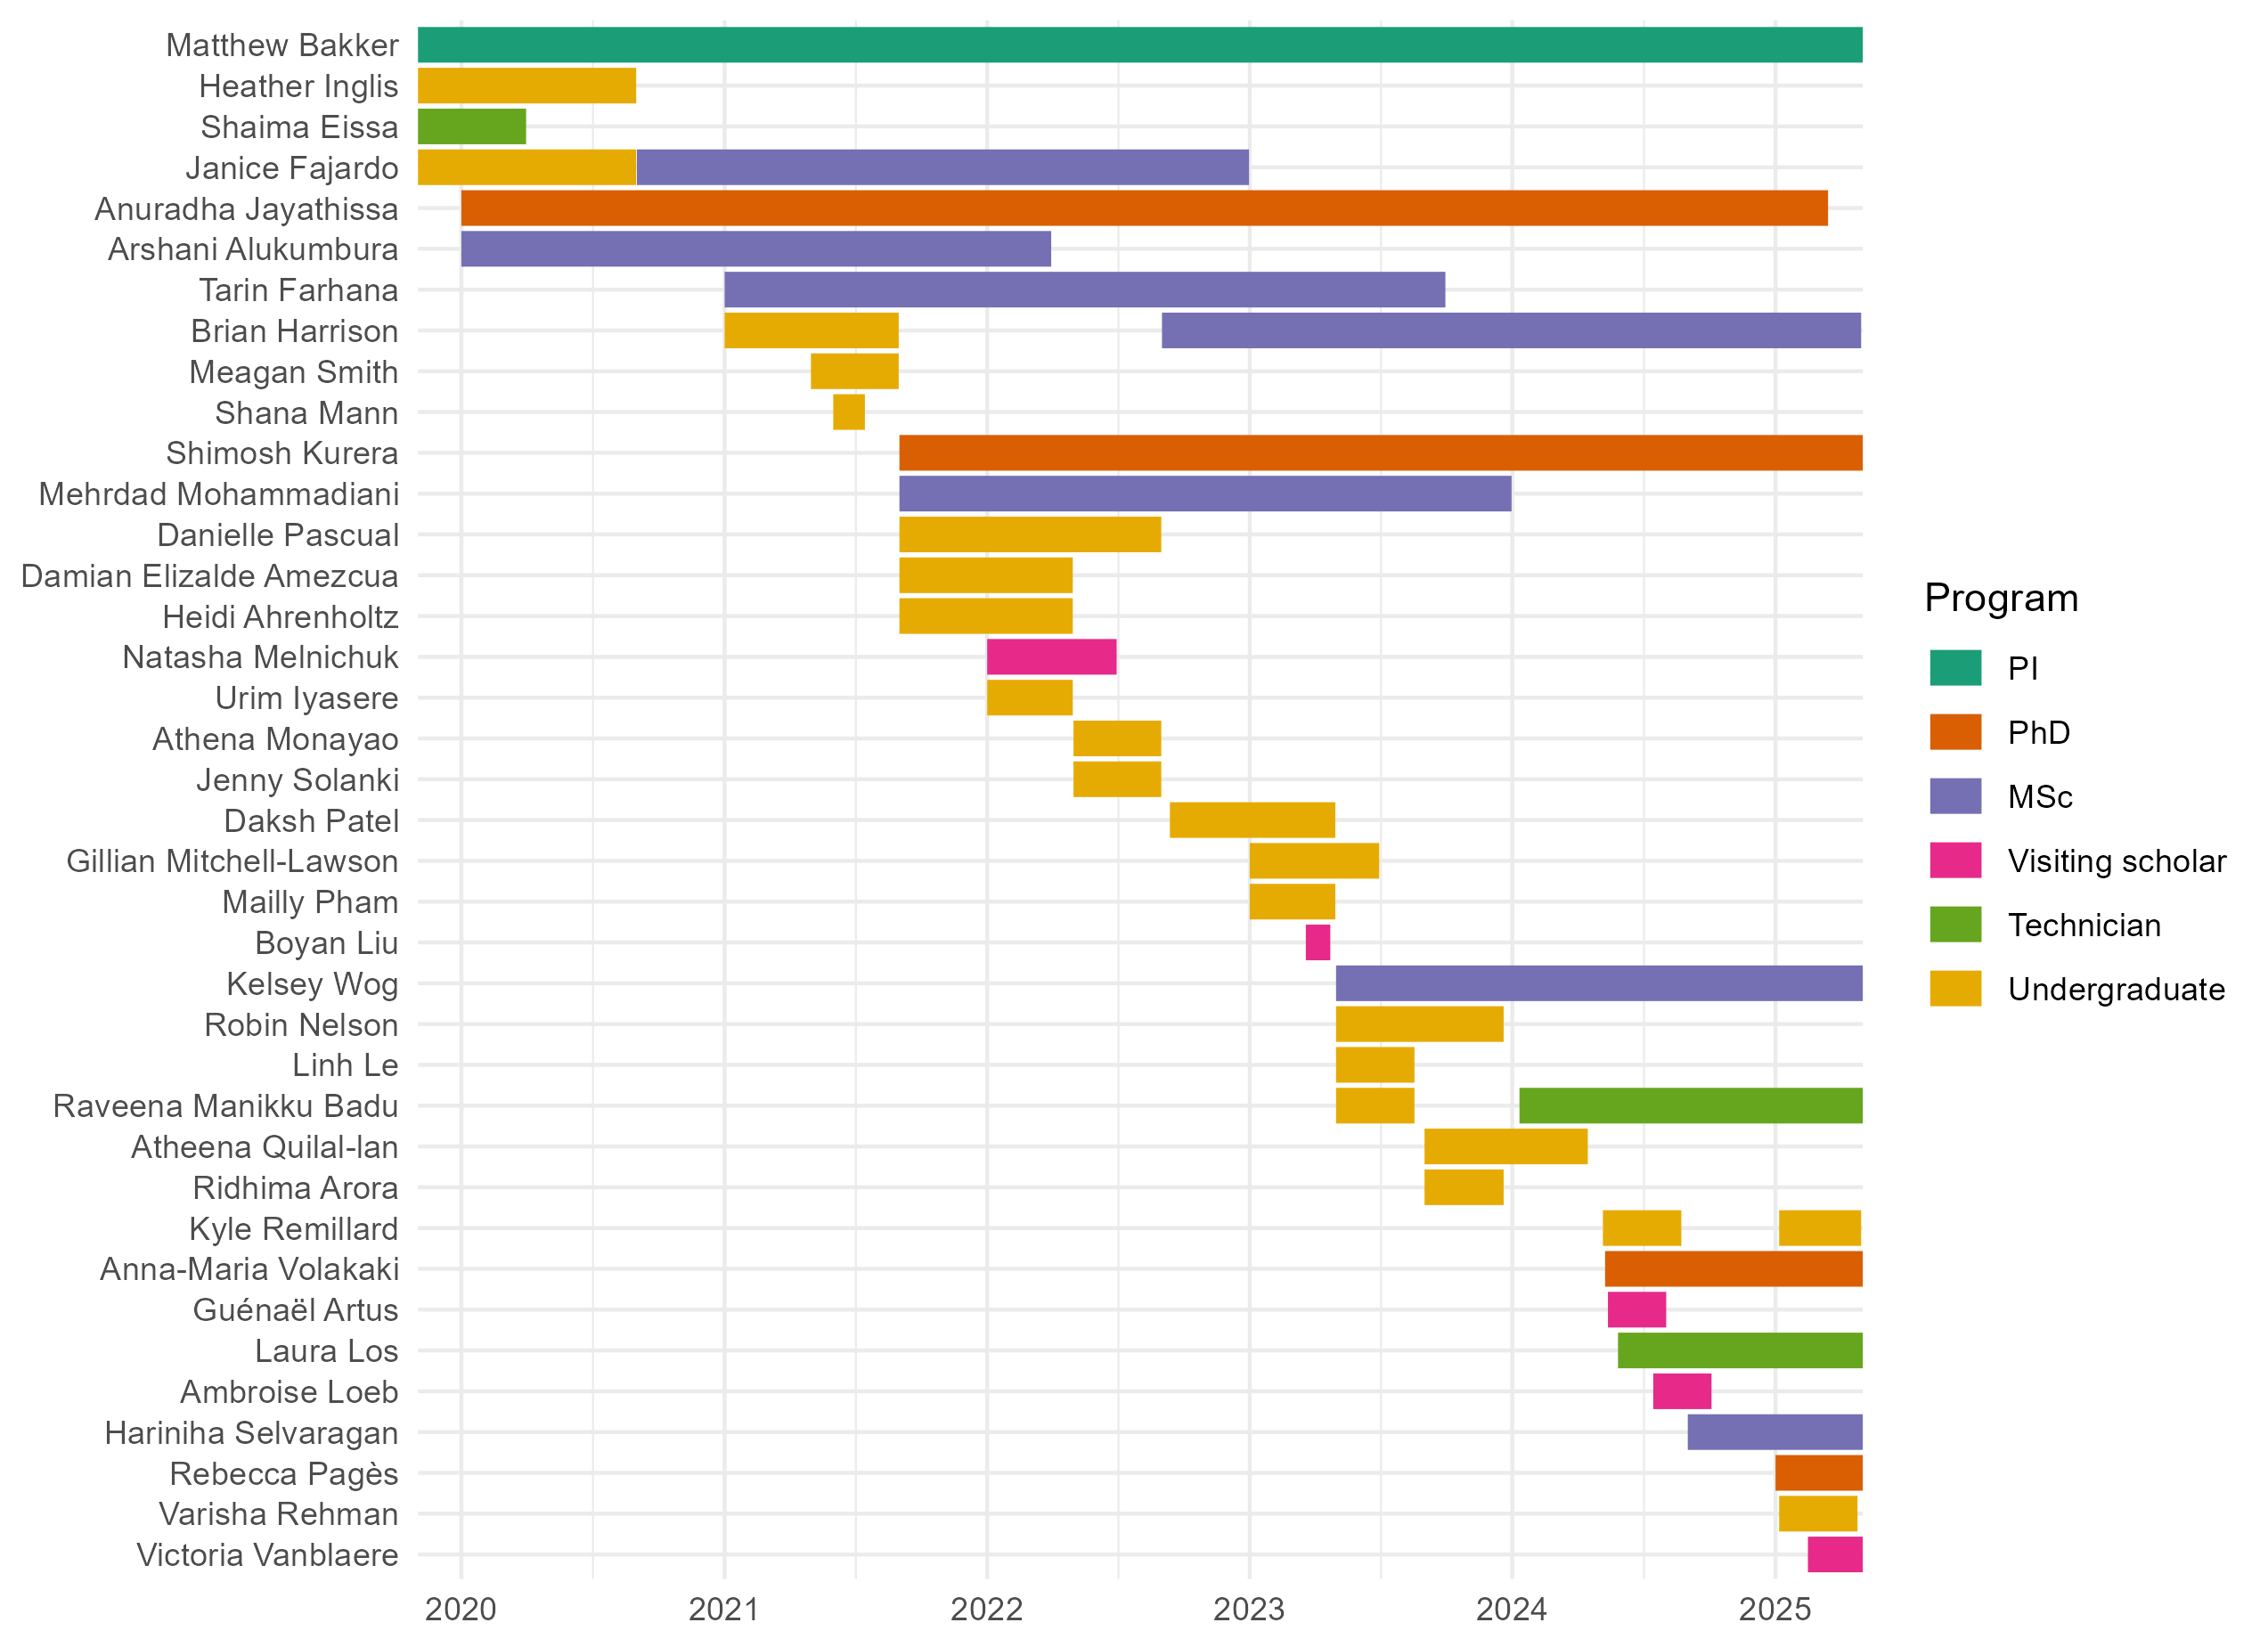 Matthew Bakker
Heather Inglis
Shaima Eissa
Janice Fajardo
Anuradha Jayathissa
Arshani Alukumbura
Tarin Farhana
Brian Harrison
Meagan Smith
Shana Mann
Shimosh Kurera
Mehrdad Mohammadiani
Danielle Pascual
Damian Elizalde Amezcua
Heidi Ahrenholtz
Natasha Melnichuk
Urim Iyasere
Athena Monayao
Jenny Solanki
Daksh Patel
Gillian Mitchell-Lawson
Mailly Pham
Boyan Liu
Kelsey Wog
Robin Nelson
Linh Le
Raveena Manikku Badu
Atheena Quilal-lan
Ridhima Arora
Kyle Remillard
Anna-Maria Volakaki
Guénaël Artus
Laura Los
Ambroise Loeb
Hariniha Selvaragan
Rebecca Pagès
Varisha Rehman
Victoria Vanblaere
2020 2021 2022 2023 2024 2025
Program
PI
PhD
MSc
Visiting scholar
Technician
Undergraduate